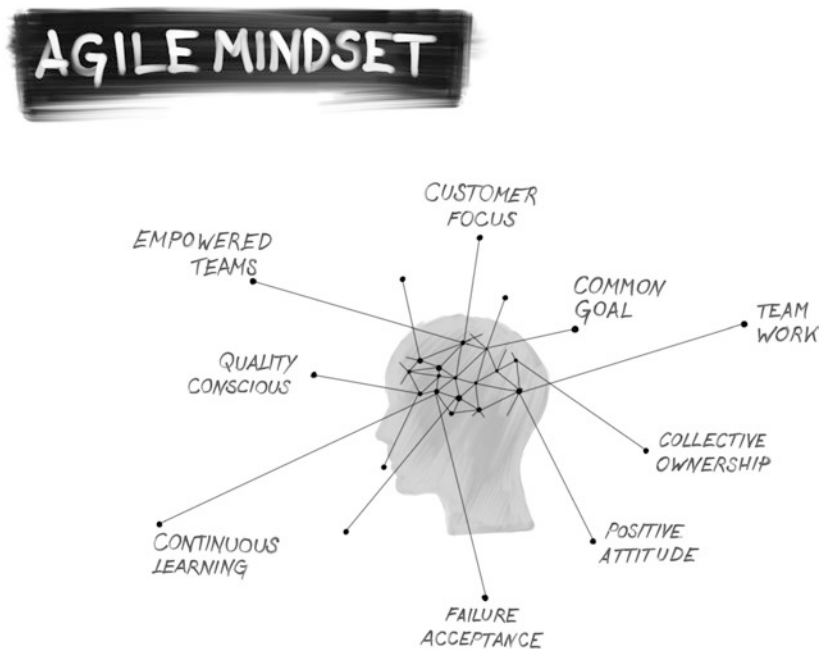 AGILE MINDSET
CUSTOMER
FOCUS
EMPOWERED
TEAMS
COMMON
GOAL
TEAM
WORK
QUALITY
CONSCIOUS
COLLECTIVE
OWNERSHIP
CONTINUOUS
LEARNING
POSITIVE
ATTITUDE
FAILURE
ACCEPTANCE